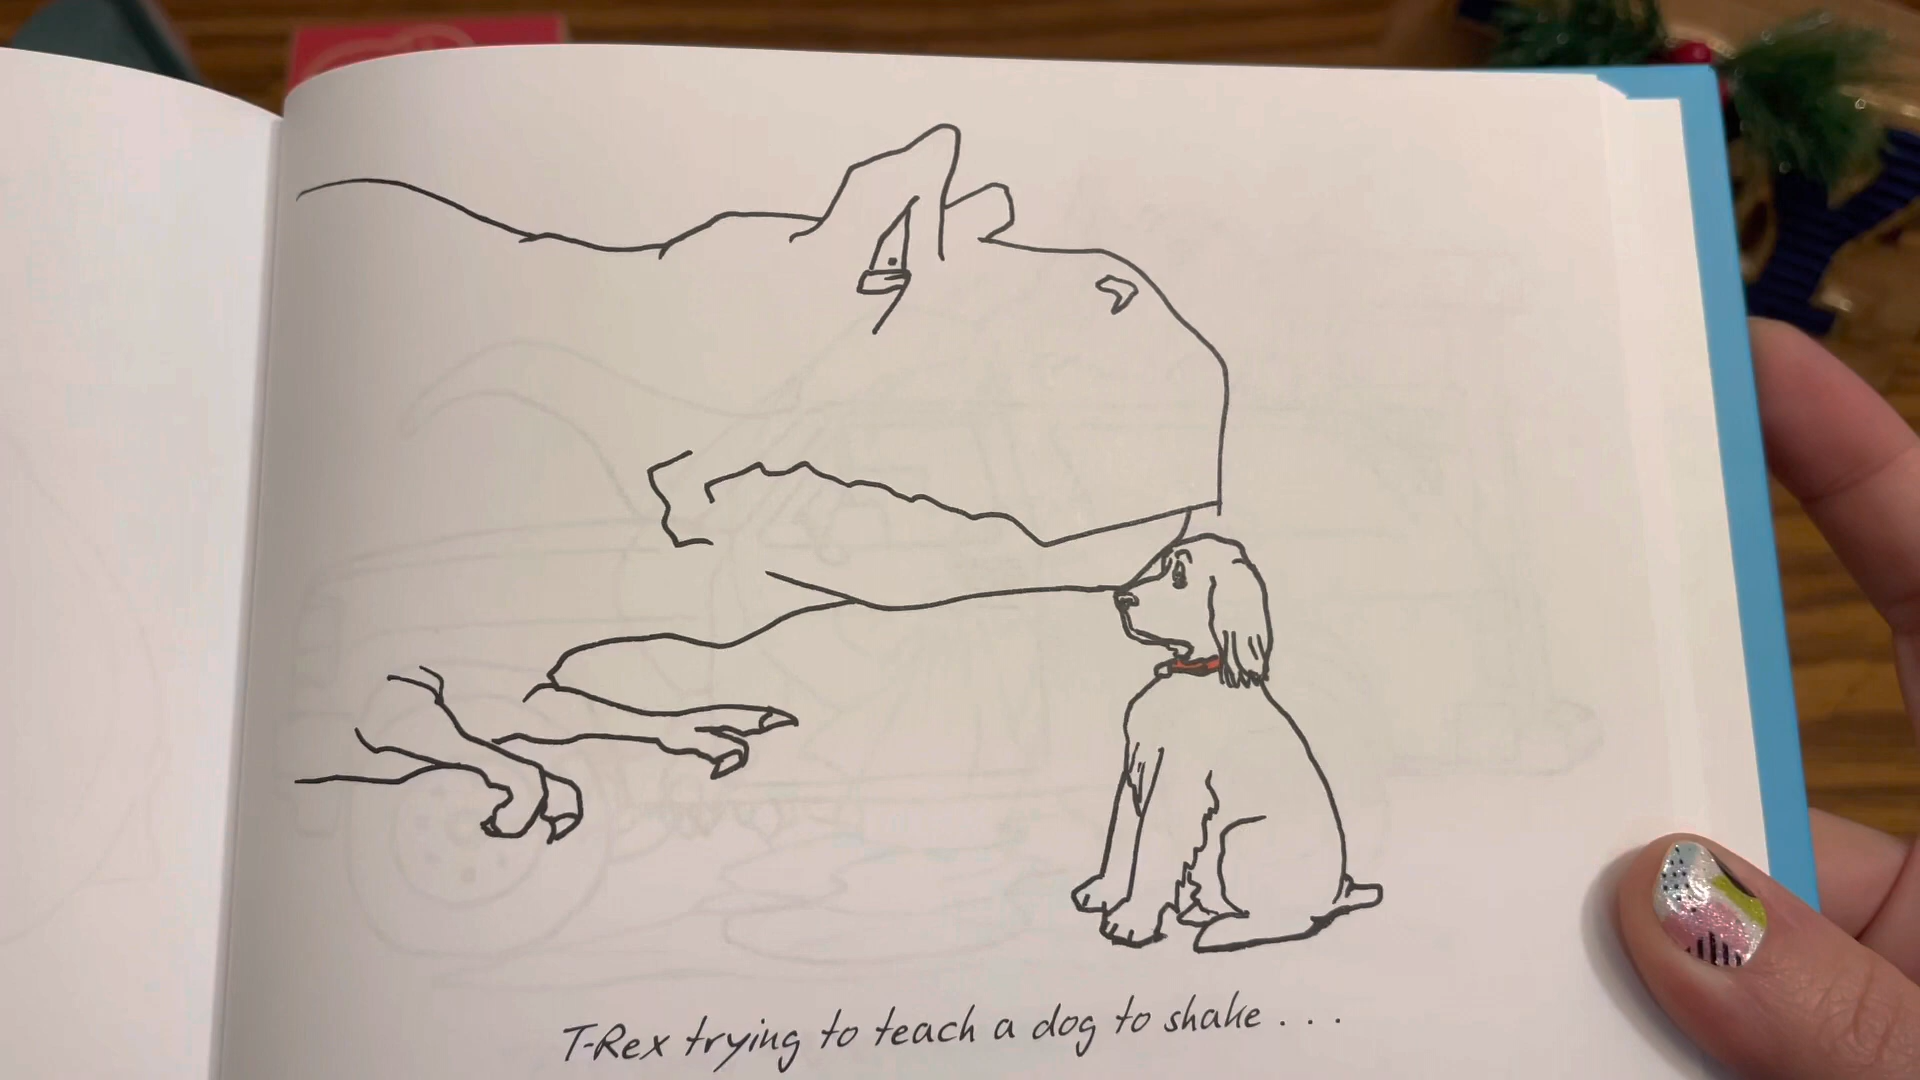 T-Rex trying to teach a dog to shake . . .